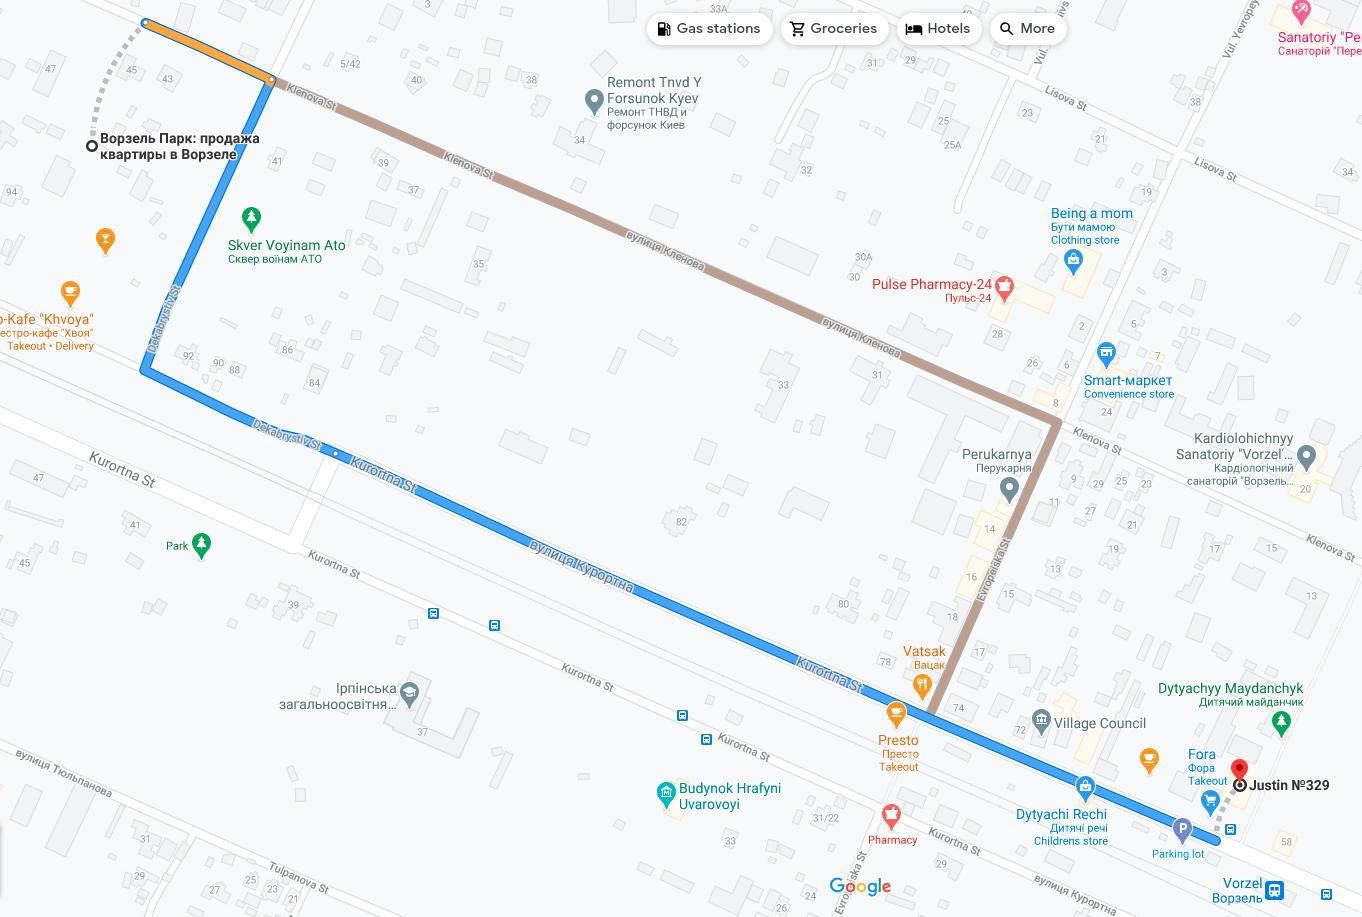 Gas stations
Groceries
Hotels
More
Sanatoriy "Pe
Санаторій "Пере
Vul. Yevropey
Lisova St
Lisova St
5/42
45
43
47
40
38
Klenova St
Remont Tnvd Y
Forsunok Kyev
Ремонт ТНВД и
форсунок Киев
34
38
25
25A
32
34
Ворзель Парк: продажа
квартиры в Ворзеле
41
39
37
Klenova St
94
Skver Voyinam Ato
Сквер воїнам АТО
35
вулиця Кленова
30A
30
Being a mom
Бути мамою
Clothing store
Pulse Pharmacy-24
Пульс-24
3
o-Kafe "Khvoya"
естро-кафе "Хвоя"
Takeout • Delivery
Dekabrystiv St
92
90
88
86
84
вулиця Кленова
28
26
2
5
6
7
Smart-маркет
Convenience store
33
31
8
24
Klenova St
Kardiolohichnyy
Sanatoriy "Vorzel'...
Кардіологічний
санаторій "Ворзель...
20
Dekabrystiv St
Kurortna St
Kurortna St
47
Perukarnya
Перукарня
14
9
29
25
23
27
11
21
Klenova St
41
45
Park
82
вулиця Курортна
Kurortna St
Evropeiska St
16
15
13
19
17
15
13
39
80
18
17
78
Vatsak
Вацак
Kurortna St
Kurortna St
Ірпінська
загальноосвітня...
37
74
72
Village Council
Dytyachyy Maydanchyk
Дитячий майданчик
Presto
Престо
Takeout
Kurortna St
Fora
Фора
Takeout
Justin №329
вулиця Тюльпанова
Budynok Hrafyni
Uvarovoyi
31/22
33
Pharmacy
Dytyachi Rechi
Дитячі речі
Childrens store
P
Parking lot
58
Kurortna St
29
Evropeiska St
вулиця Курортна
Tulpanova St
29
27
25
23
21
24
Google
Vorzel
Ворзель